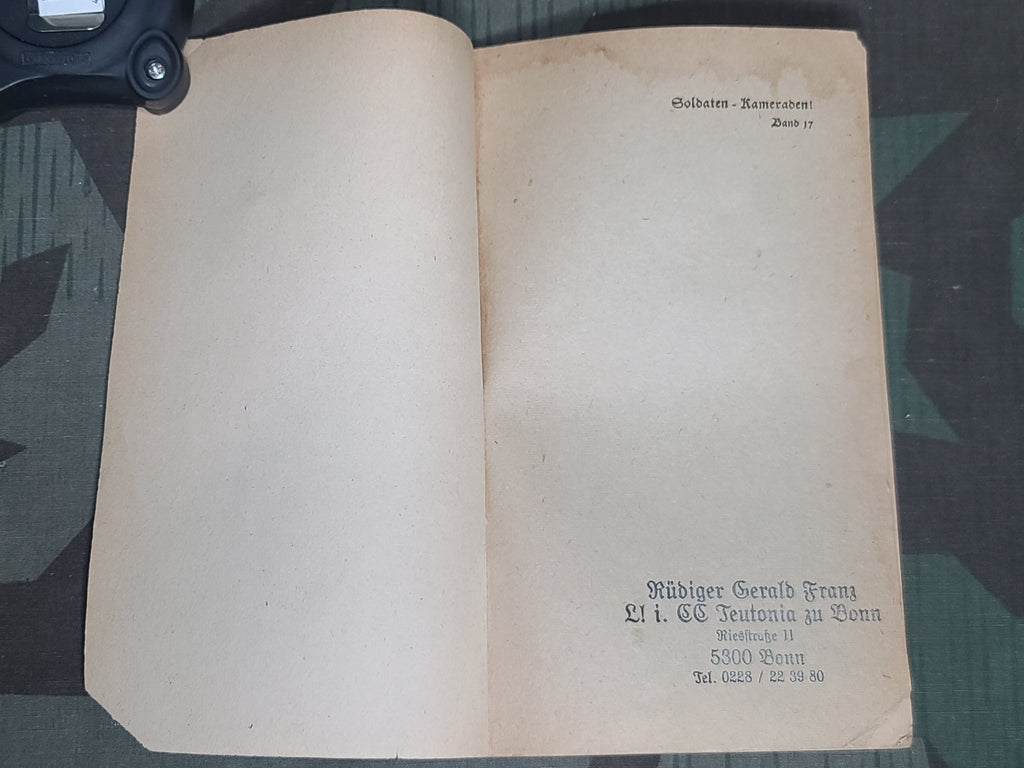 Soldaten - Kameraden!
Band 17
Rüdiger Gerald Franz
Ll i. CC Teutonia zu Bonn
Riesstraße 11
5300 Bonn
Tel. 0228 / 22 39 80